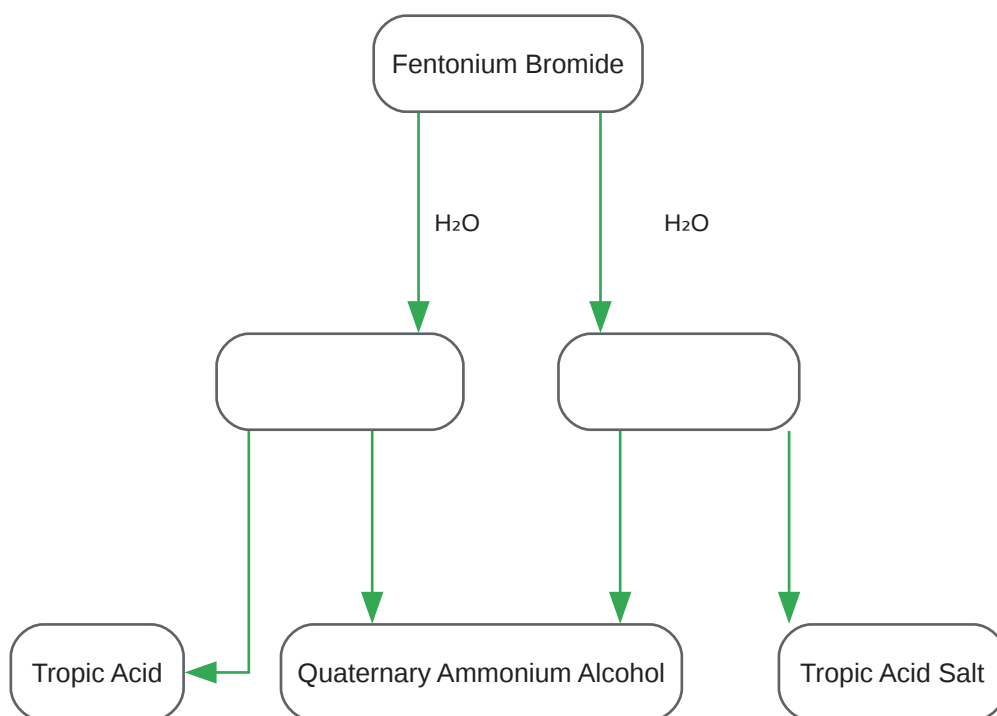 Fentonium Bromide
H₂O
H₂O
Tropic Acid
Quaternary Ammonium Alcohol
Tropic Acid Salt